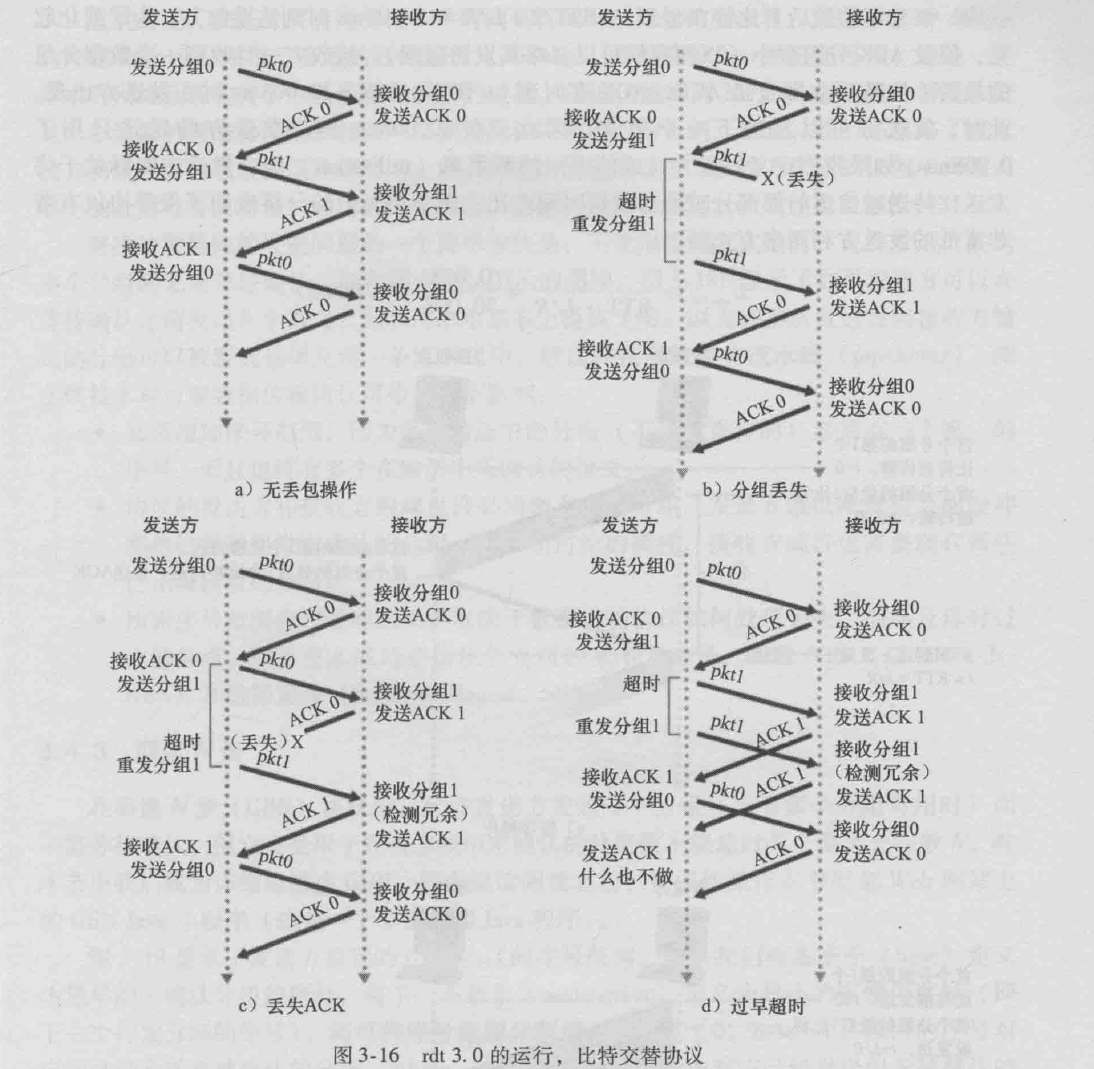 发送方 接收方
发送分组0
pkt0
接收分组0
发送ACK 0
ACK 0
接收ACK 0
发送分组1
pkt1
接收分组1
发送ACK 1
ACK 1
接收ACK 1
发送分组0
pkt0
接收分组0
发送ACK 0
ACK 0
a）无丢包操作
发送方 接收方
发送分组0
pkt0
接收分组0
发送ACK 0
ACK 0
接收ACK 0
发送分组1
pkt1
X（丢失）
超时
重发分组1
pkt1
接收分组1
发送ACK 1
ACK 1
接收ACK 1
发送分组0
pkt0
接收分组0
发送ACK 0
ACK 0
b）分组丢失
发送方 接收方
发送分组0
pkt0
接收分组0
发送ACK 0
ACK 0
接收ACK 0
发送分组1
pkt0
接收分组1
发送ACK 1
ACK 0
（丢失）X
超时
重发分组1
pkt1
接收分组1
（检测冗余）
发送ACK 1
ACK 1
接收ACK 1
发送分组0
pkt0
接收分组0
发送ACK 0
ACK 0
c）丢失ACK
发送方 接收方
发送分组0
pkt0
接收分组0
发送ACK 0
ACK 0
接收ACK 0
发送分组1
pkt1
超时
接收分组1
发送ACK 1
重发分组1
pkt1
ACK 1
接收分组1
（检测冗余）
发送ACK 1
接收ACK 1
发送分组0
ACK 1
接收分组0
发送ACK 0
ACK 0
发送ACK 1
什么也不做
d）过早超时
图 3-16 rdt 3.0 的运行，比特交替协议